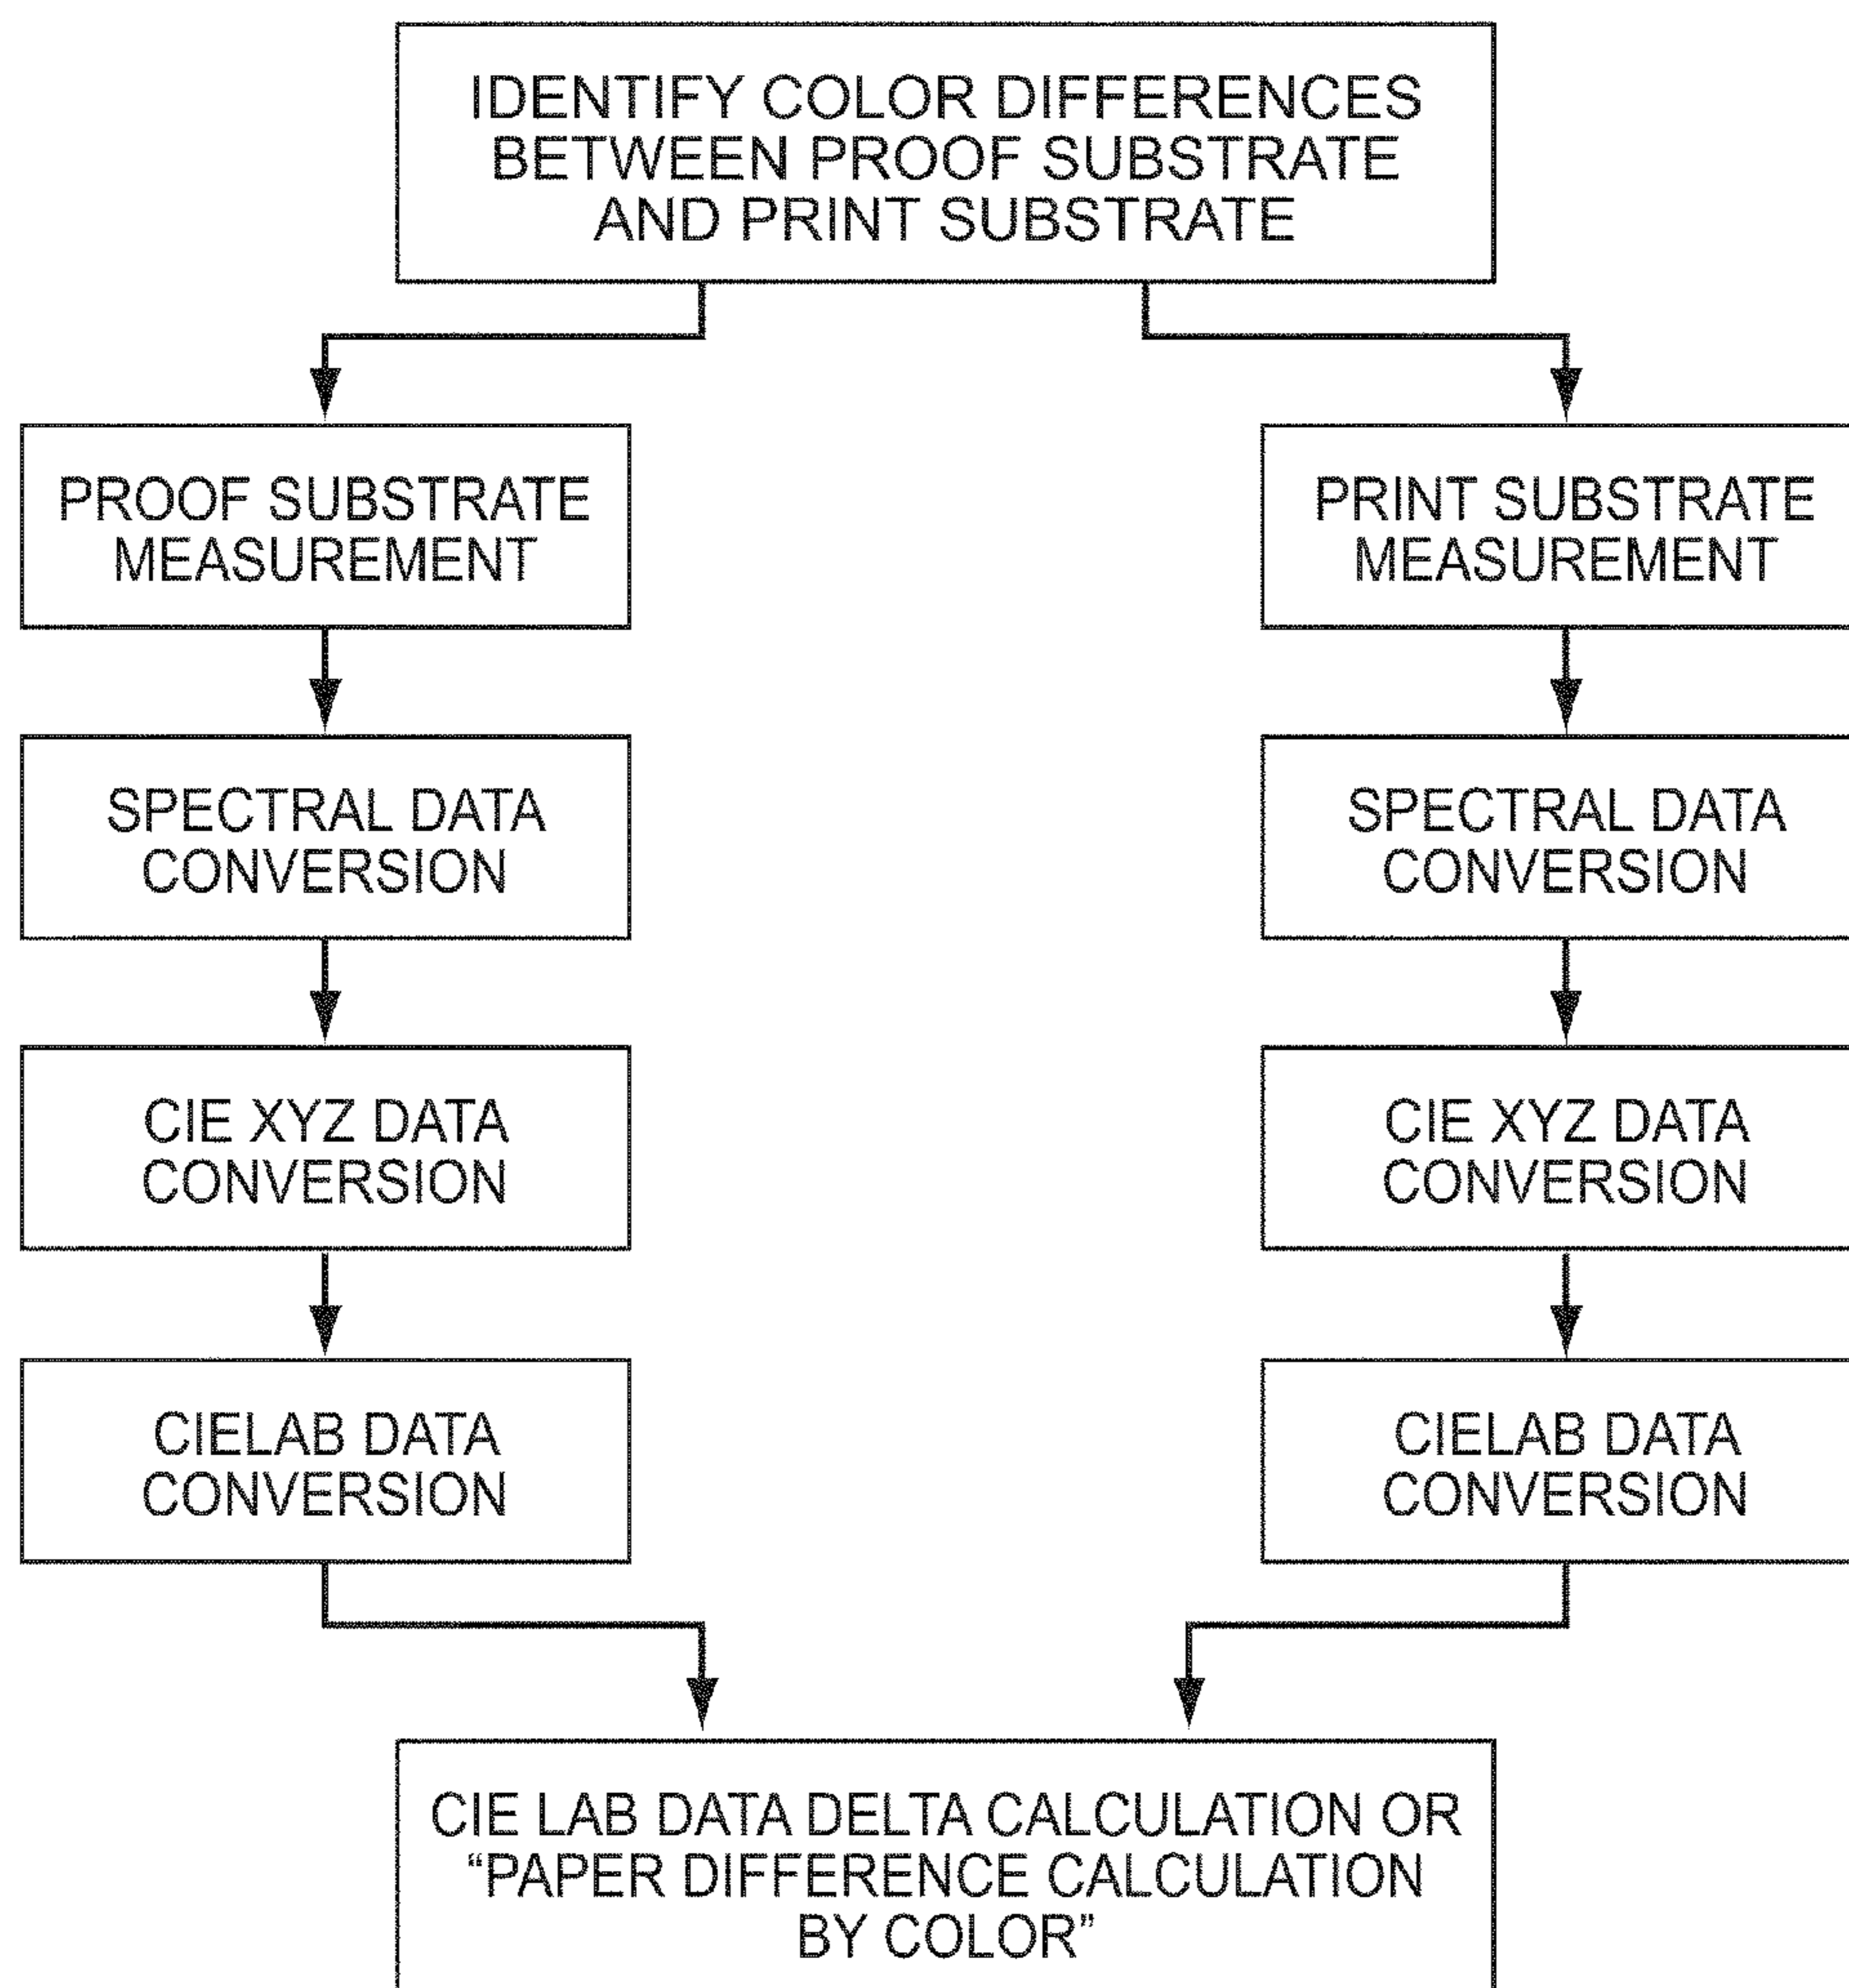 IDENTIFY COLOR DIFFERENCES
BETWEEN PROOF SUBSTRATE
AND PRINT SUBSTRATE
PROOF SUBSTRATE
MEASUREMENT
PRINT SUBSTRATE
MEASUREMENT
SPECTRAL DATA
CONVERSION
SPECTRAL DATA
CONVERSION
CIE XYZ DATA
CONVERSION
CIE XYZ DATA
CONVERSION
CIELAB DATA
CONVERSION
CIELAB DATA
CONVERSION
CIE LAB DATA DELTA CALCULATION OR
“PAPER DIFFERENCE CALCULATION
BY COLOR”